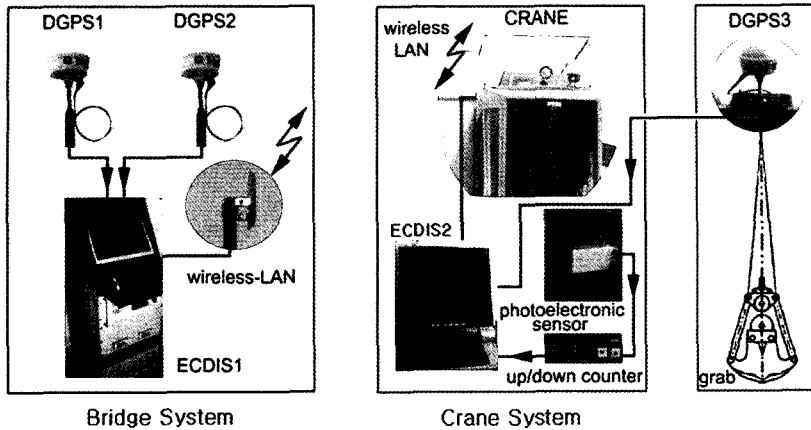 DGPS1
DGPS2
wireless-LAN
ECDIS1
Bridge System
CRANE
wireless
LAN
ECDIS2
photoelectronic
sensor
up/down counter
Crane System
DGPS3
grab